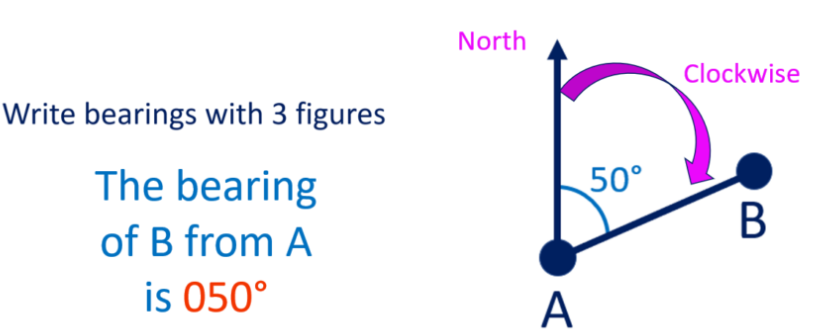 North
Clockwise
Write bearings with 3 figures
The bearing
of B from A
is 050°
50°
B
A